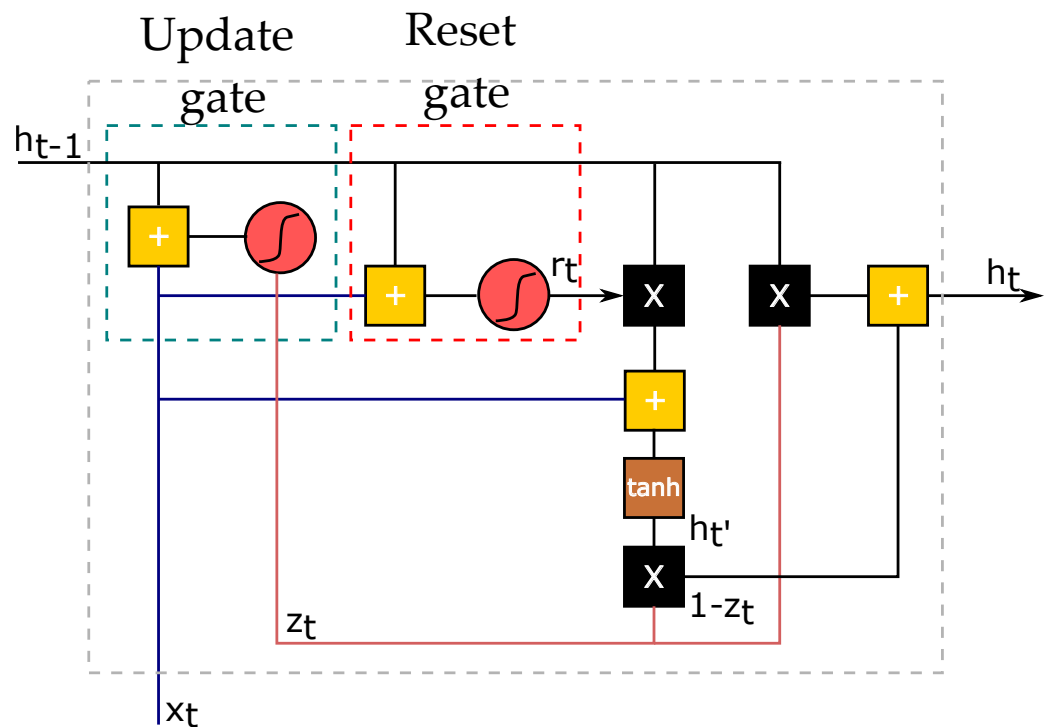 Update
gate
Reset
gate
ht-1
+
+
rt
x
x
+
ht
+
tanh
ht'
x
1-zt
zt
xt